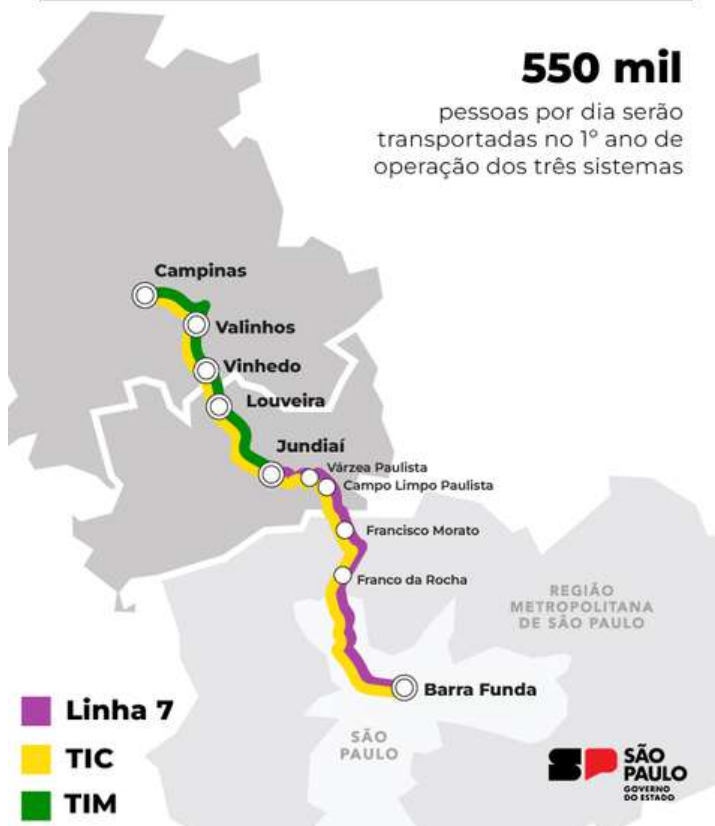 550 mil
pessoas por dia serão
transportadas no 1º ano de
operação dos três sistemas
Campinas
Valinhos
Vinhedo
Louveira
Jundiaí
Várzea Paulista
Campo Limpo Paulista
Francisco Morato
Franco da Rocha
REGIÃO
METROPOLITANA
DE SÃO PAULO
Barra Funda
SÃO
PAULO
Linha 7
TIC
TIM
SP
SÃO
PAULO
GOVERNO
DO ESTADO